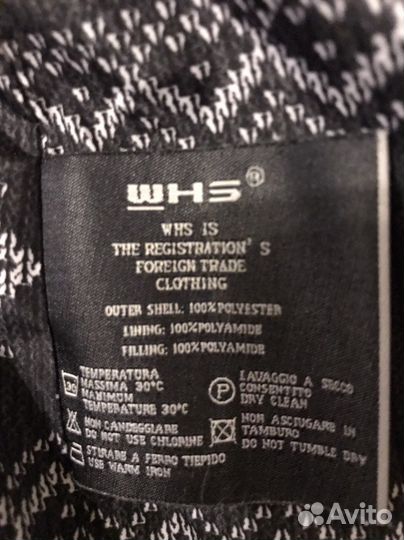 WHS®
WHS IS
THE REGISTRATION' S
FOREIGN TRADE
CLOTHING
OUTER SHELL: 100%POLYESTER
LINING: 100%POLYAMIDE
FILLING: 100%POLYAMIDE
30
TEMPERATURA
MASSIMA 30°C
MAXIMUM
TEMPERATURE 30°C
P
LAVAGGIO A SECCO
CONSENTITO
DRY CLEAN
NON CANDEGGIARE
DO NOT USE CHLORINE
NON ASCIUGARE IN
TAMBURO
DO NOT TUMBLE DRY
STIRARE A FERRO TIEPIDO
USE WARM IRON
Avito